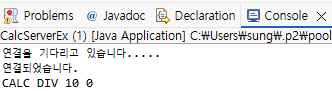 Problems @ Javadoc Declaration Console
CalcServerEx (1) [Java Application] C:\Users\sung\.p2\pool
연결을 기다리고 있습니다.....
연결되었습니다.
CALC DIV 10 0